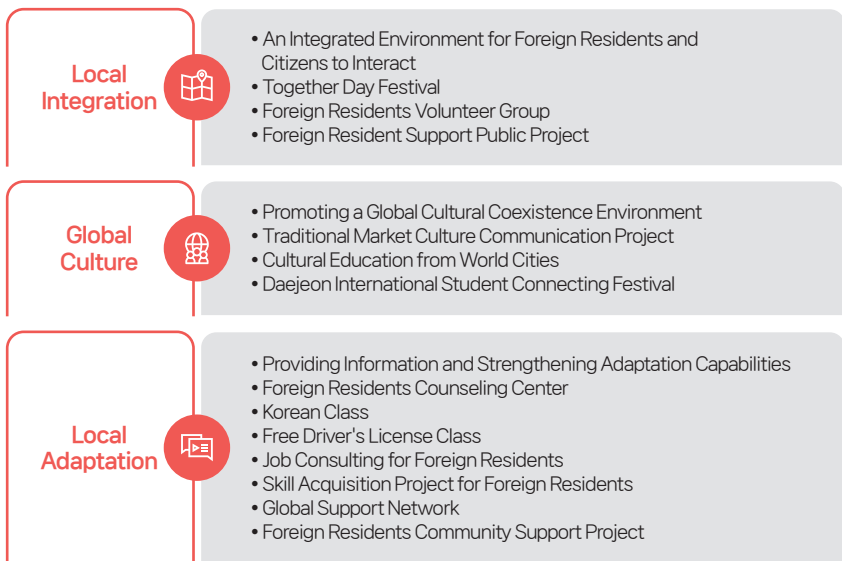 Local
Integration
• An Integrated Environment for Foreign Residents and
Citizens to Interact
• Together Day Festival
• Foreign Residents Volunteer Group
• Foreign Resident Support Public Project
Global
Culture
• Promoting a Global Cultural Coexistence Environment
• Traditional Market Culture Communication Project
• Cultural Education from World Cities
• Daejeon International Student Connecting Festival
Local
Adaptation
• Providing Information and Strengthening Adaptation Capabilities
• Foreign Residents Counseling Center
• Korean Class
• Free Driver's License Class
• Job Consulting for Foreign Residents
• Skill Acquisition Project for Foreign Residents
• Global Support Network
• Foreign Residents Community Support Project